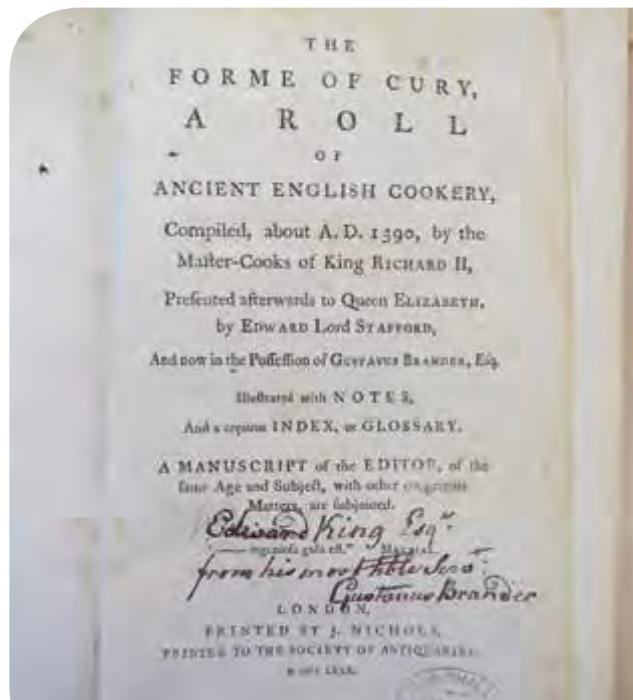 THE
FORME OF CURY,
A ROLL
OF
ANCIENT ENGLISH COOKERY,
Compiled, about A.D. 1390, by the
Maſter-Cooks of King RICHARD II,
Preſented afterwards to Queen ELIZABETH,
by EDWARD Lord STAFFORD,
And now in the Poſſeſſion of GUSTAVUS BRANDER, Eſq.
Illuſtrated with NOTES,
And a copious INDEX, or GLOSSARY.
A MANUSCRIPT of the EDITOR, of the
ſame Age and Subject, with other
Matters, are ſubjoined.
Edward King Esqr.
gula eſt."
from his most hble Servt.
Gustavus Brander
LONDON,
PRINTED BY J. NICHOLS,
PRINTER TO THE SOCIETY OF ANTIQUARIES.